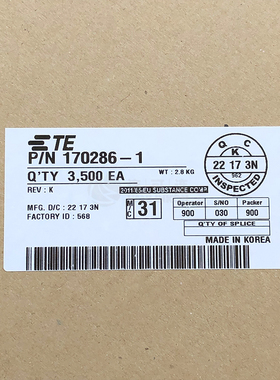 TE
P/N 170286-1
Q'TY 3,500 EA
WT : 2.8 KG
REV : K
2011/65/EU SUBSTANCE COMP
MFG. D/C : 22 17 3N
FACTORY ID : 568
M/C
31
Operator S/NO Packer
900 030 900
Q'TY OF SPLICE
MADE IN KOREA
Q K C
22 17 3N
962
INSPECTED